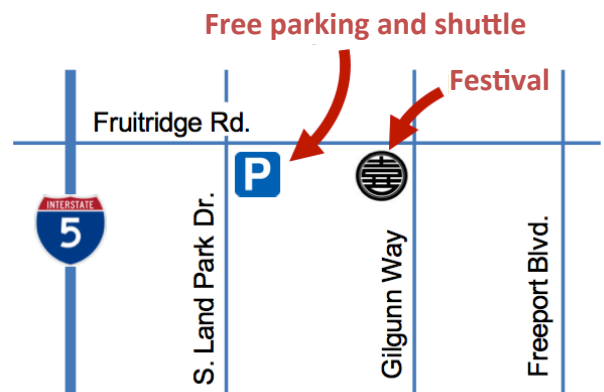 Free parking and shuttle
Festival
Fruitridge Rd.
P
INTERSTATE
5
S. Land Park Dr.
Gilgunn Way
Freeport Blvd.